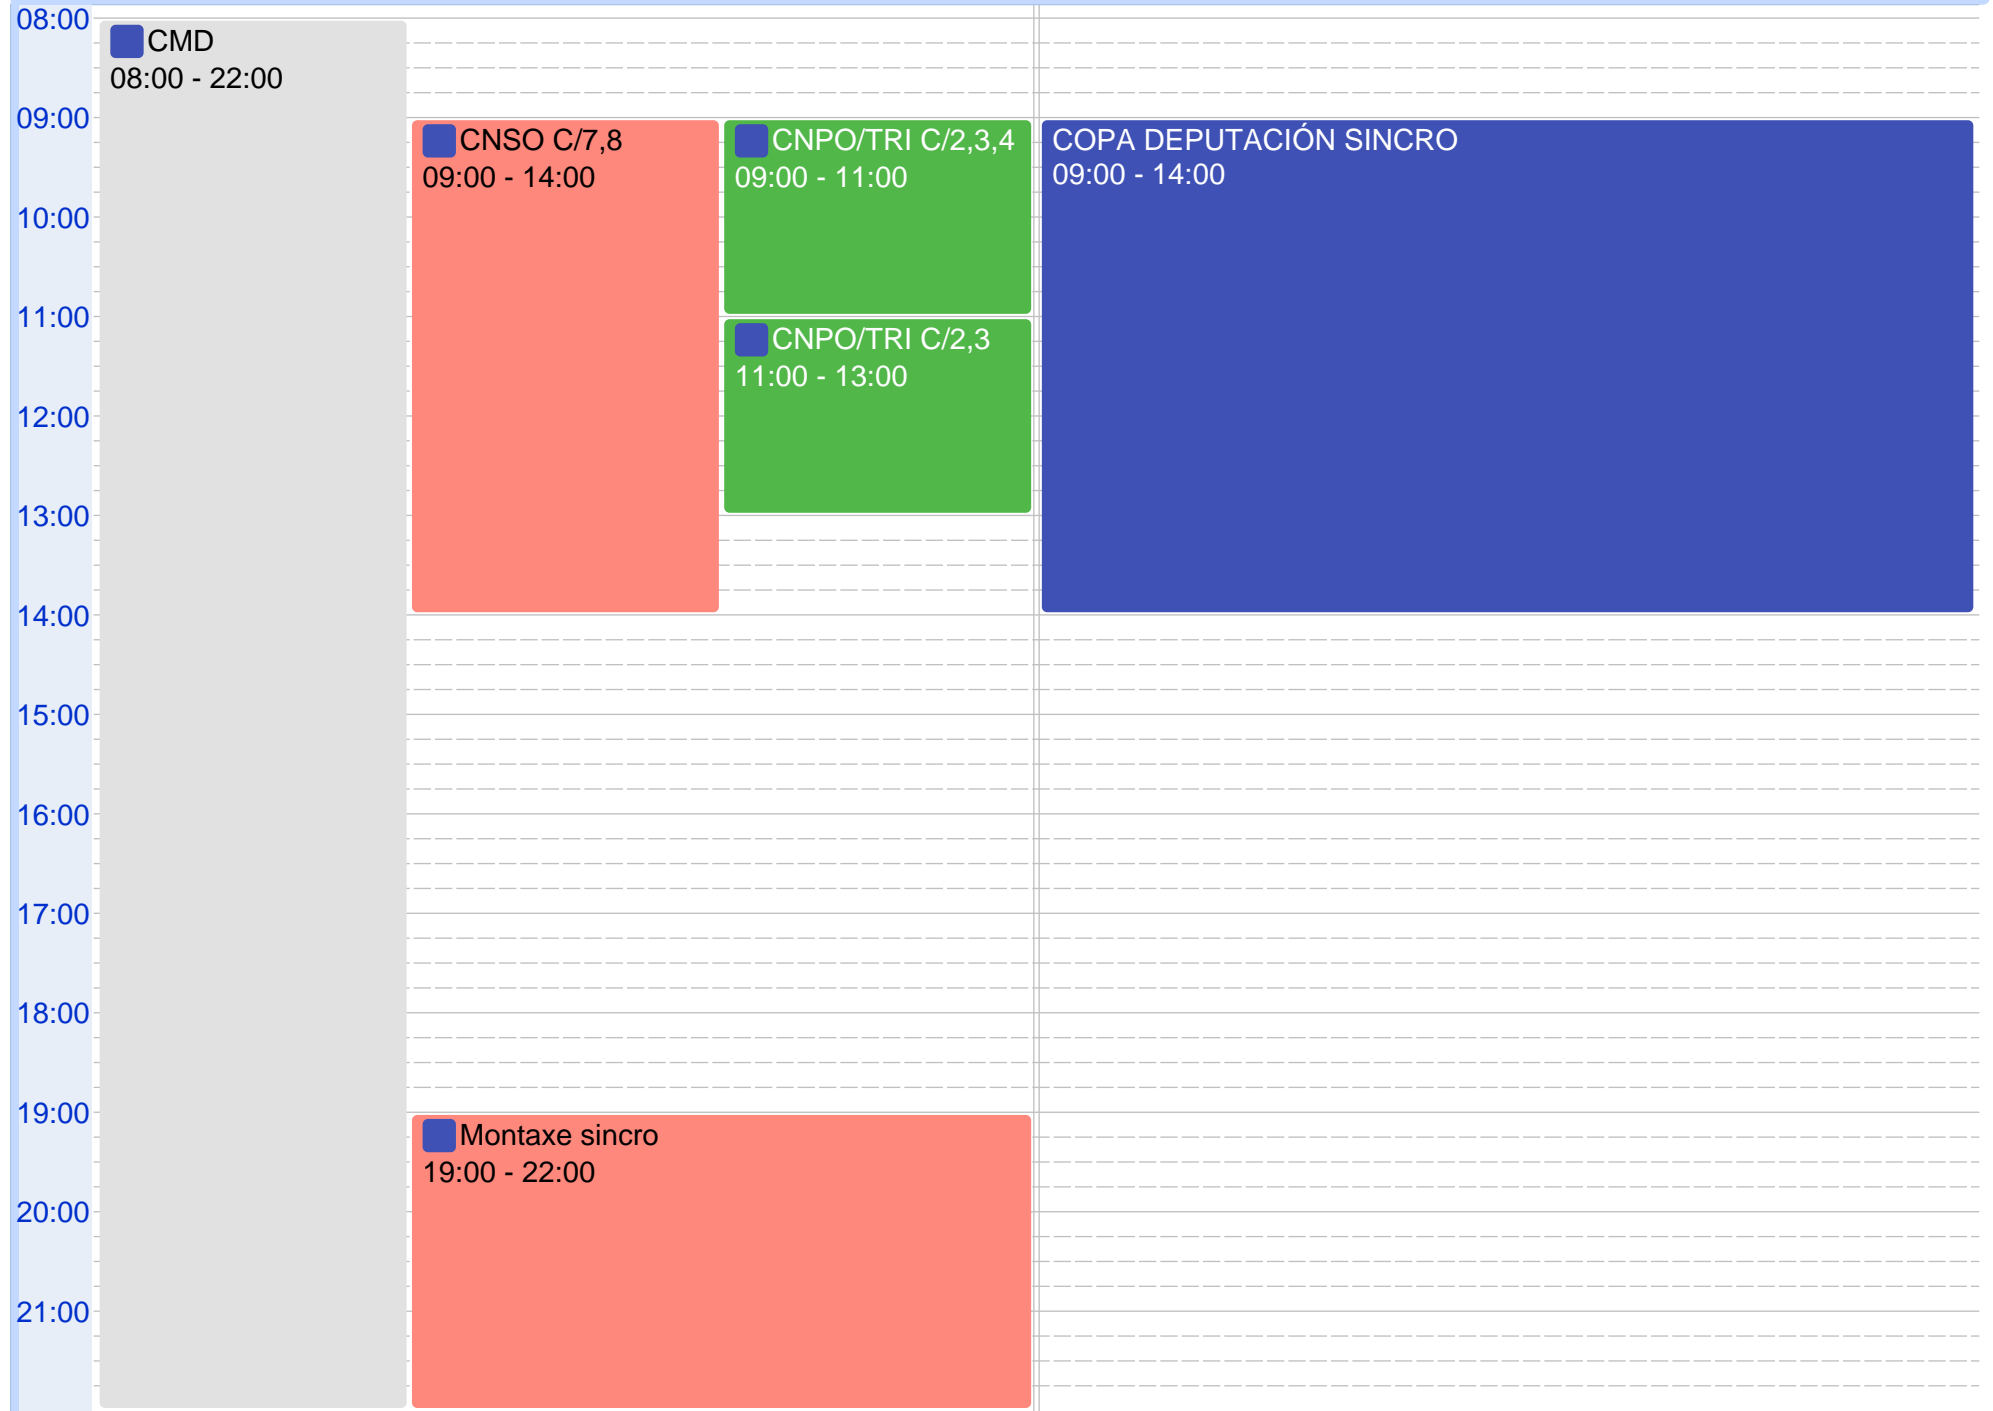 08:00
09:00
10:00
11:00
12:00
13:00
14:00
15:00
16:00
17:00
18:00
19:00
20:00
21:00
CMD
08:00 - 22:00
CNSO C/7,8
09:00 - 14:00
CNPO/TRI C/2,3,4
09:00 - 11:00
CNPO/TRI C/2,3
11:00 - 13:00
Montaxe sincro
19:00 - 22:00
COPA DEPUTACIÓN SINCRO
09:00 - 14:00